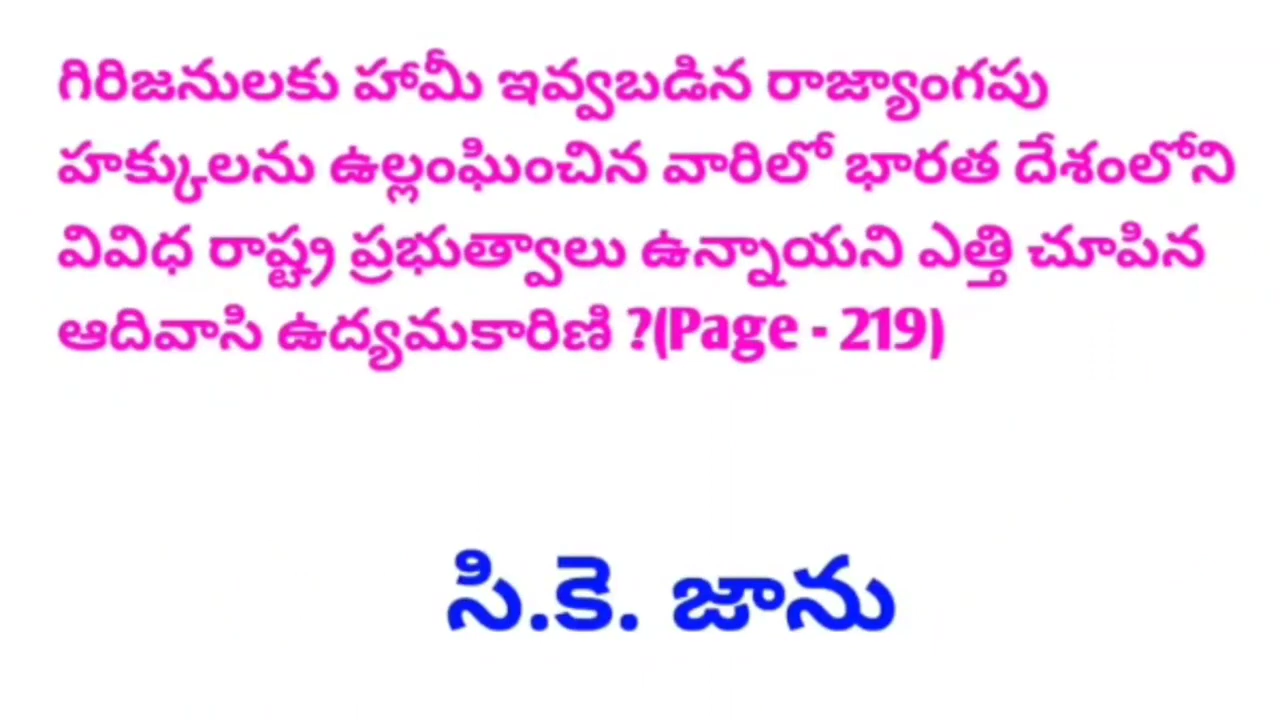 గిరిజనులకు హామీ ఇవ్వబడిన రాజ్యాంగపు
హక్కులను ఉల్లంఘించిన వారిలో భారత దేశంలోని
వివిధ రాష్ట్ర ప్రభుత్వాలు ఉన్నాయని ఎత్తి చూపిన
ఆదివాసి ఉద్యమకారిణి ?(Page - 219)
సి.కె. జాను